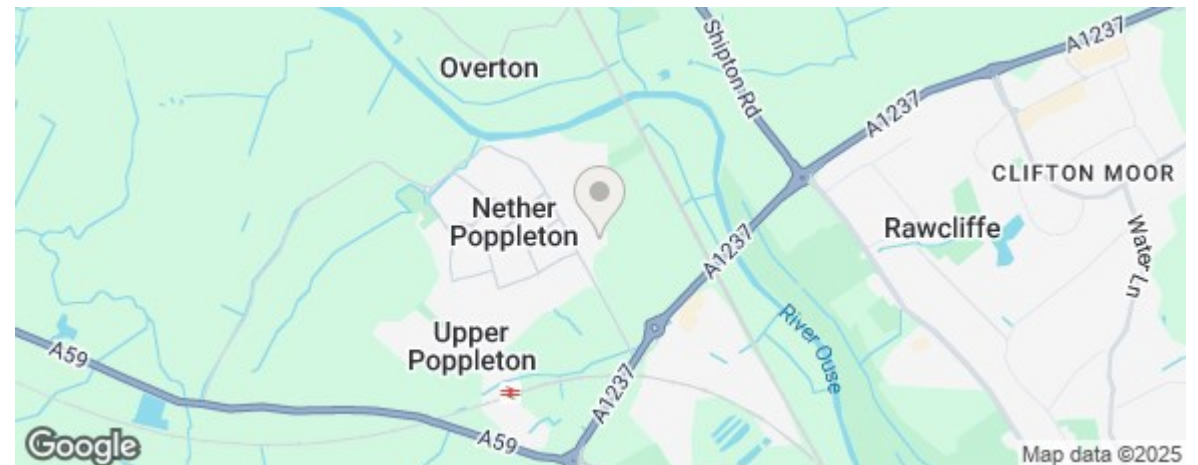 Overton
Shipton Rd
A1237
A1237
CLIFTON MOOR
Nether
Poppleton
Rawcliffe
Water Ln
A1237
River Ouse
Upper
Poppleton
A59
A1237
A59
Google
Map data ©2025